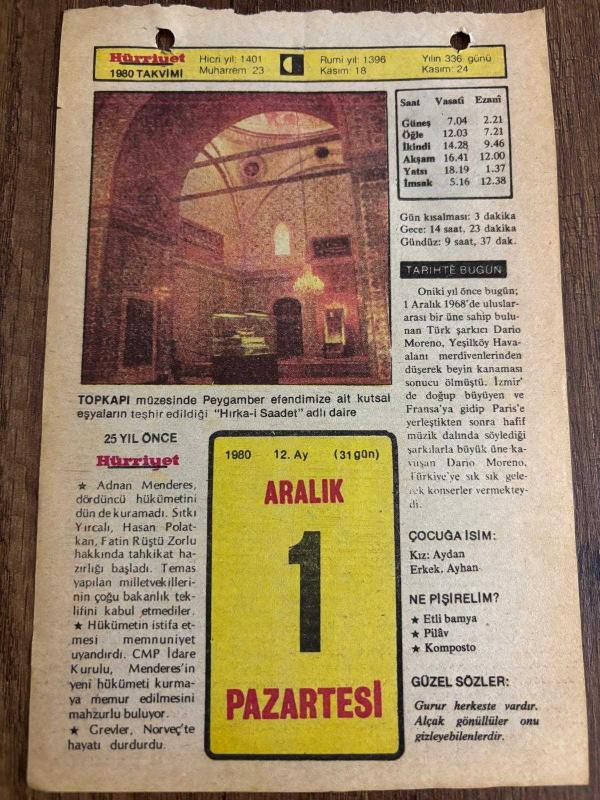 Hürriyet
1980 TAKVİMİ
Hicri yıl: 1401
Muharrem 23
Rumi yıl: 1396
Kasım: 18
Yılın 336. günü
Kasım: 24
Saat Vasatî Ezanî
Güneş 7.04 2.21
Öğle 12.03 7.21
İkindi 14.28 9.46
Akşam 16.41 12.00
Yatsı 18.19 1.37
İmsak 5.16 12.38
Gün kısalması: 3 dakika
Gece: 14 saat, 23 dakika
Gündüz: 9 saat, 37 dak.
TOPKAPI müzesinde Peygamber efendimize ait kutsal
eşyaların teşhir edildiği "Hırka-i Saadet" adlı daire
25 YIL ÖNCE
Hürriyet
★ Adnan Menderes,
dördüncü hükümetini
dün de kuramadı. Sıtkı
Yırcalı, Hasan Polat-
kan, Fatin Rüştü Zorlu
hakkında tahkikat ha-
zırlığı başladı. Temas
yapılan milletvekilleri-
nin çoğu bakanlık tek-
lifini kabul etmediler.
★ Hükümetin istifa et-
mesi memnuniyet
uyandırdı. CMP İdare
Kurulu, Menderes'in
yeni hükümeti kurma-
ya memur edilmesini
mahzurlu buluyor.
★ Grevler, Norveç'te
hayatı durdurdu.
1980 12. Ay (31 gün)
ARALIK
1
PAZARTESİ
TARİHTE BUGÜN
Oniki yıl önce bugün;
1 Aralık 1968'de uluslar-
arası bir üne sahip bulu-
nan Türk şarkıcı Dario
Moreno, Yeşilköy Hava-
alanı merdivenlerinden
düşerek beyin kanaması
sonucu ölmüştü. İzmir'
de doğup büyüyen ve
Fransa'ya gidip Paris'e
yerleştikten sonra hafif
müzik dalında söylediği
şarkılarla büyük üne ka-
vuşan Dario Moreno,
Türkiye'ye sık sık gele-
rek konserler vermektey-
di.
ÇOCUĞA İSİM:
Kız: Aydan
Erkek. Ayhan
NE PİŞİRELİM?
★ Etli bamya
★ Pilâv
★ Komposto
GÜZEL SÖZLER:
Gurur herkeste vardır.
Alçak gönüllüler onu
gizleyebilenlerdir.